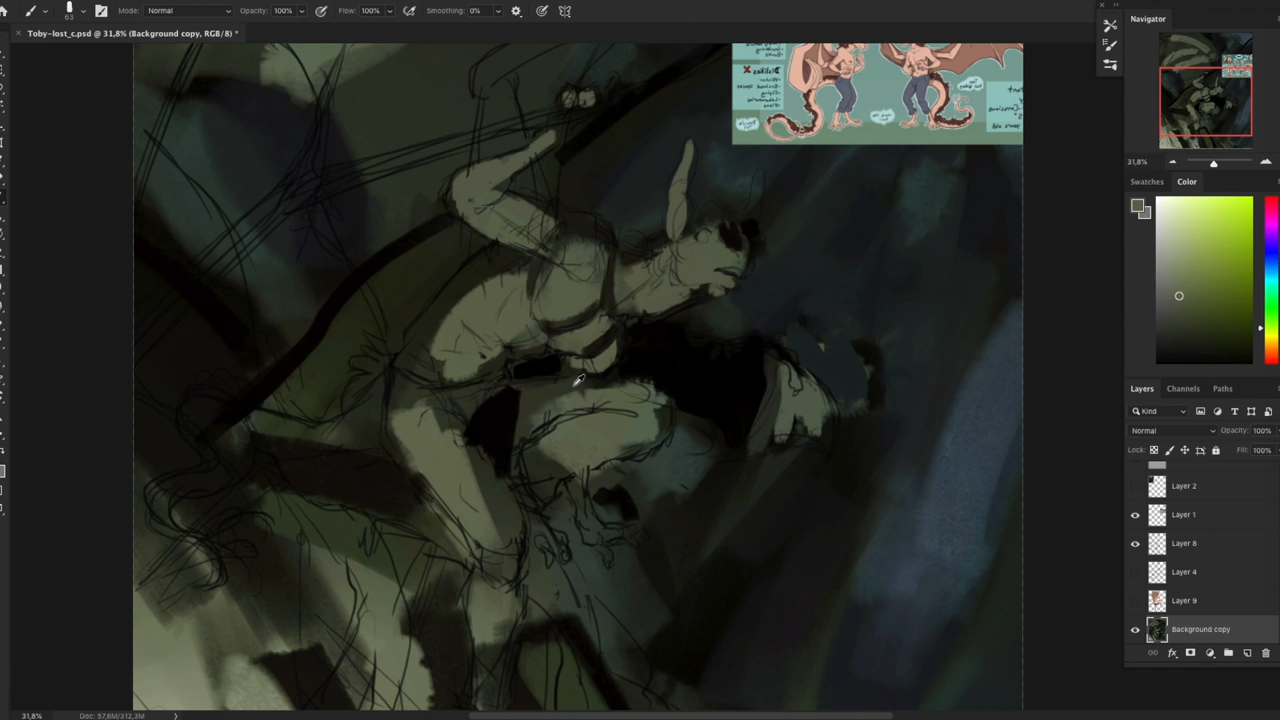 63
Mode: Normal
Opacity: 100%
Flow: 100%
Smoothing: 0%
Toby-lost_c.psd @ 31,8% (Background copy, RGB/8) *
Navigator
31,8%
Swatches
Color
Layers
Channels
Paths
Kind
Normal
Opacity: 100%
Lock:
Fill: 100%
Layer 2
Layer 1
Layer 8
Layer 4
Layer 9
Background copy
fx
31,8%
Doc: 57,6M/312,3M